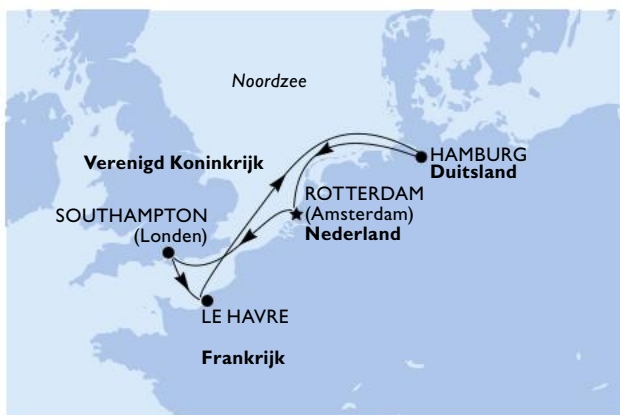 Noordzee
HAMBURG
Duitsland
Verenigd Koninkrijk
ROTTERDAM
(Amsterdam)
Nederland
SOUTHAMPTON
(Londen)
LE HAVRE
Frankrijk